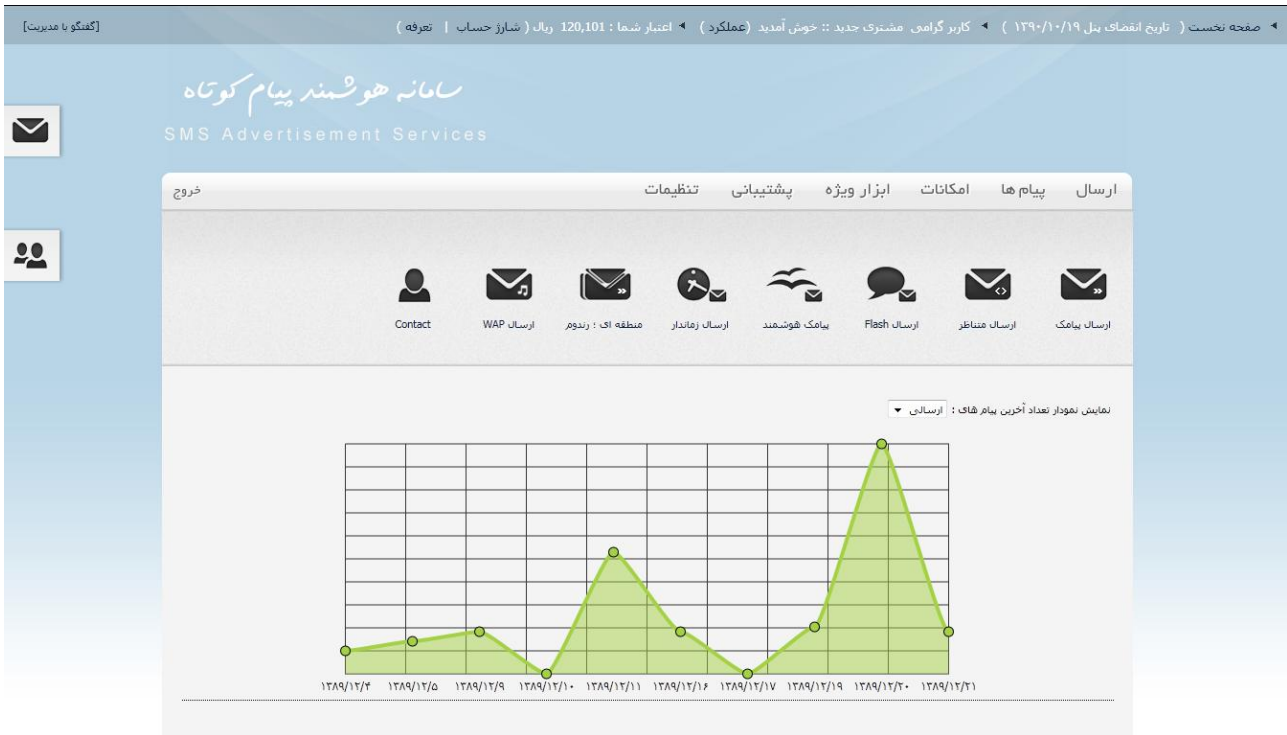 صفحه نخست ( تاریخ انقضای پنل ۱۳۹۰/۱۰/۱۹ ) کاربر گرامی مشتری جدید :: خوش آمدید (عملکرد ) اعتبار شما : 120,101 ریال ( شارژ حساب | تعرفه ) [گفتگو با مدیریت]
سامانه هوشمند پیام کوتاه
SMS Advertisement Services
ارسال پیام ها امکانات ابزار ویژه پشتیبانی تنظیمات خروج
ارسال پیامک ارسال متناظر ارسال Flash پیامک هوشمند ارسال زماندار منطقه ای ؛ رندوم ارسال WAP Contact
نمایش نمودار تعداد آخرین پیام های : ارسالی
۱۳۸۹/۱۲/۴ ۱۳۸۹/۱۲/۵ ۱۳۸۹/۱۲/۹ ۱۳۸۹/۱۲/۱۰ ۱۳۸۹/۱۲/۱۱ ۱۳۸۹/۱۲/۱۶ ۱۳۸۹/۱۲/۱۷ ۱۳۸۹/۱۲/۱۹ ۱۳۸۹/۱۲/۲۰ ۱۳۸۹/۱۲/۲۱